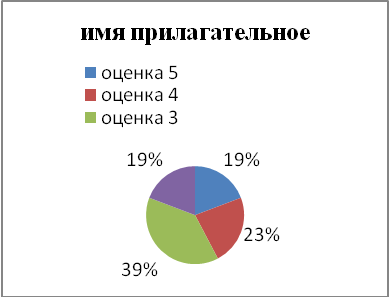 имя прилагательное
оценка 5
оценка 4
оценка 3
19%
19%
23%
39%